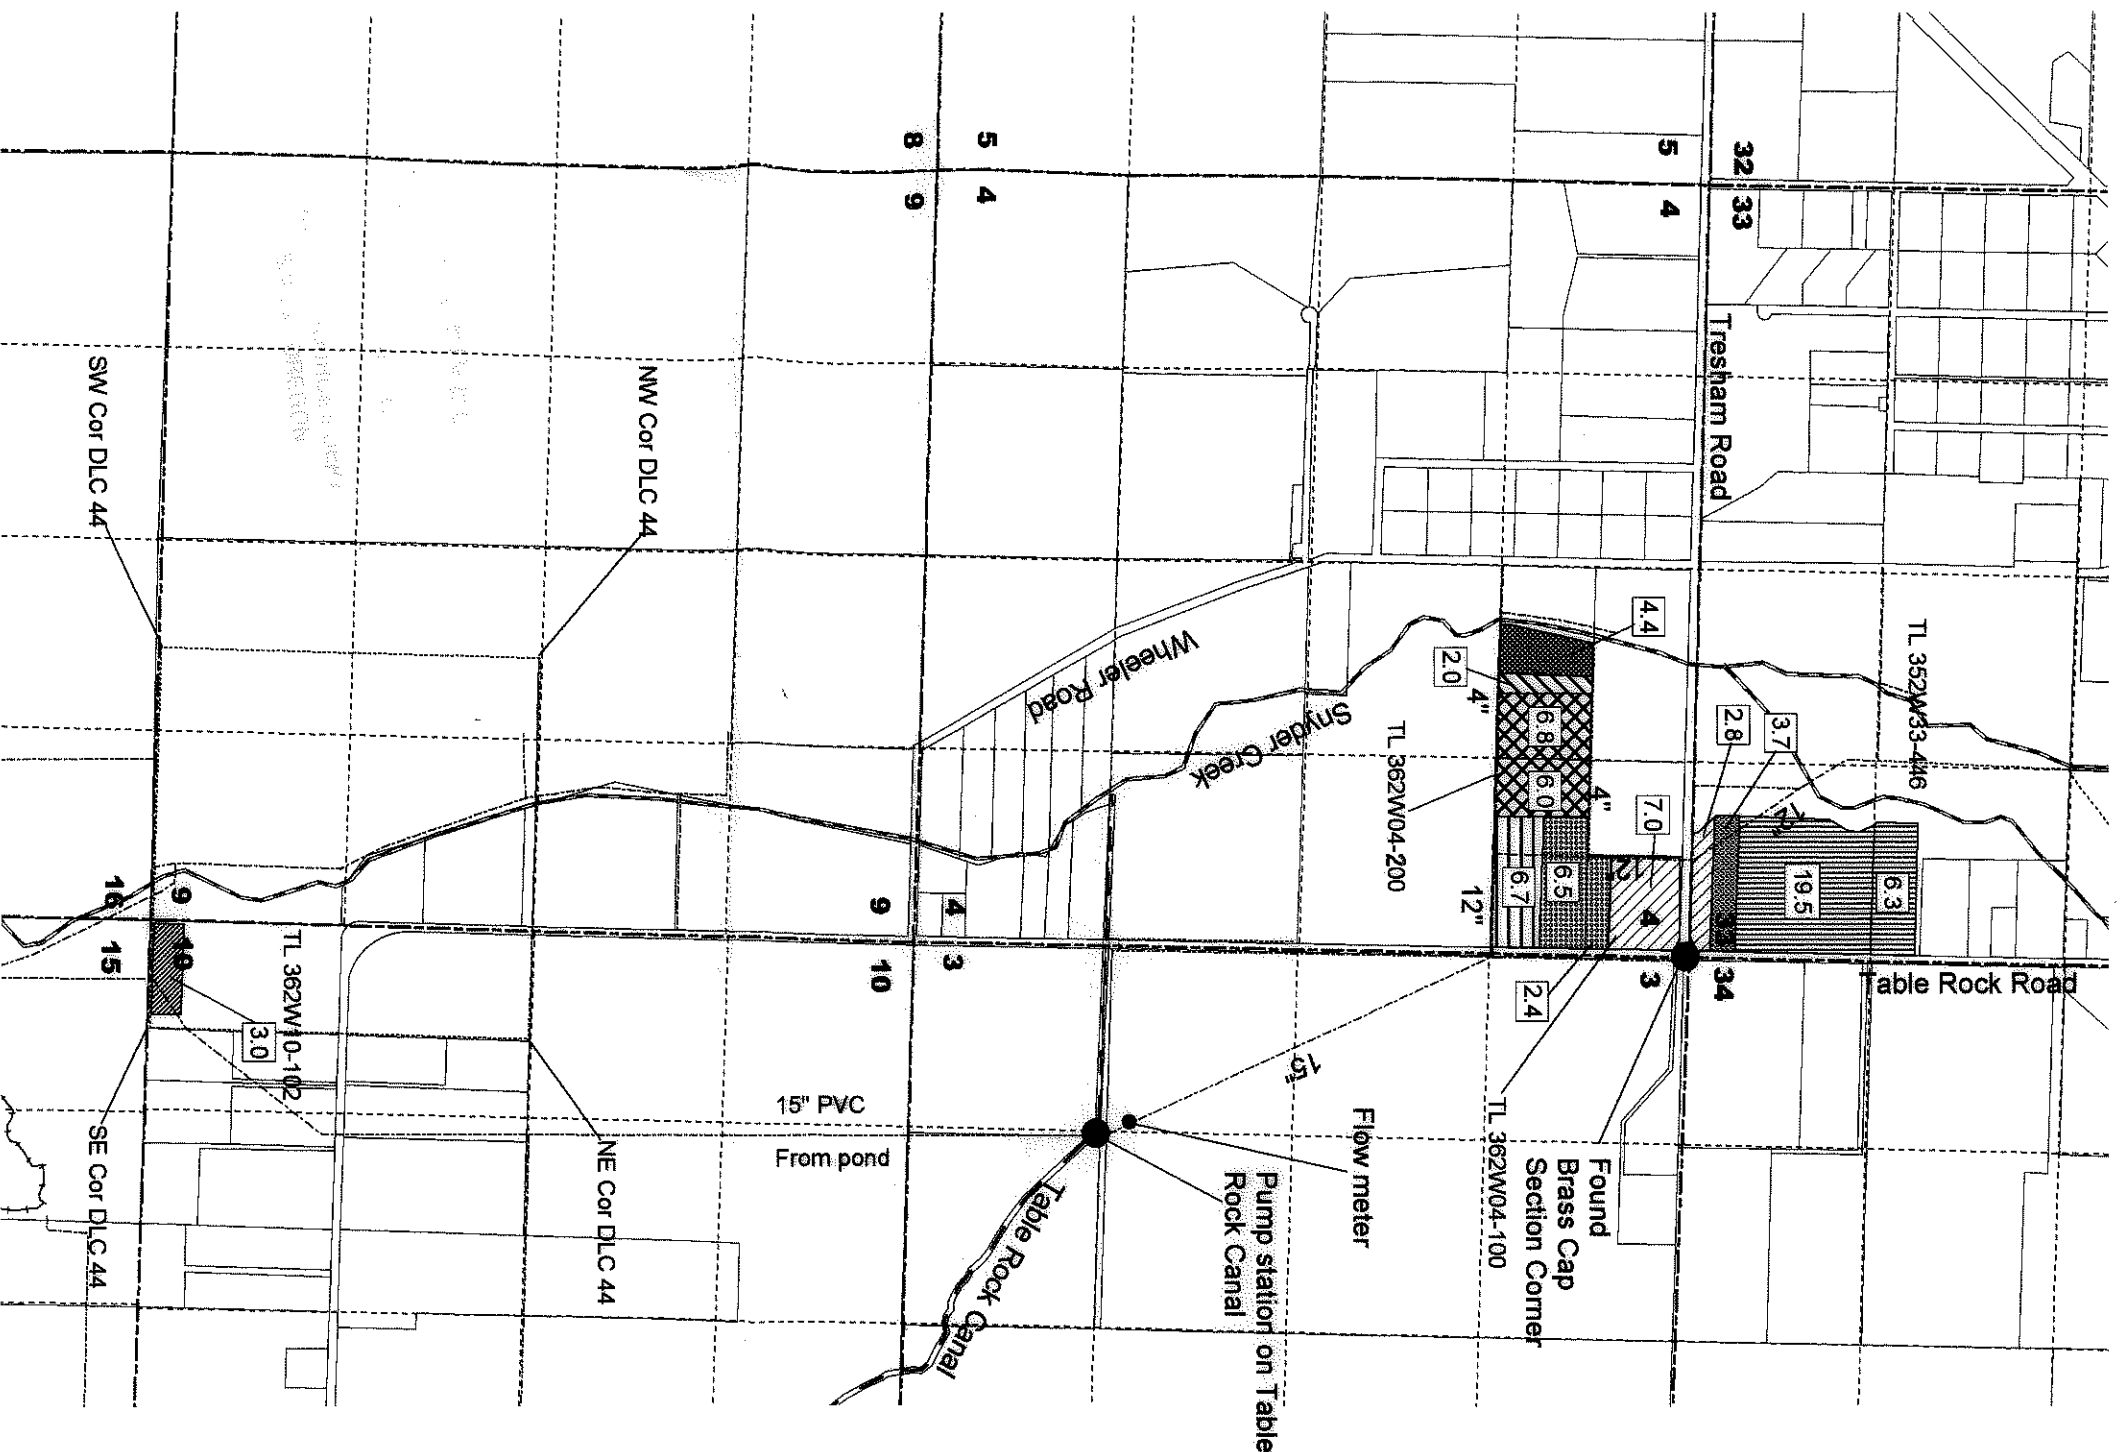 32
33
5
4
Tresham Road
5
4
8
9
NW Cor DLC 44
SW Cor DLC 44
TL 352W33-446
4.4
2.0
4"
2.8
3.7
12"
6.8
6.0
4"
7.0
12"
19.5
6.3
6.5
6.7
4
33
TL 362W04-200
12"
Wheeler Road
Snyder Creek
3
34
Table Rock Road
2.4
9
4
10
3
16
9
15
10
TL 362W10-102
3.0
15"
TL 362W04-100
Flow meter
Found
Brass Cap
Section Corner
Pump station on Table
Rock Canal
15" PVC
From pond
Table Rock Canal
NE Cor DLC 44
SE Cor DLC 44